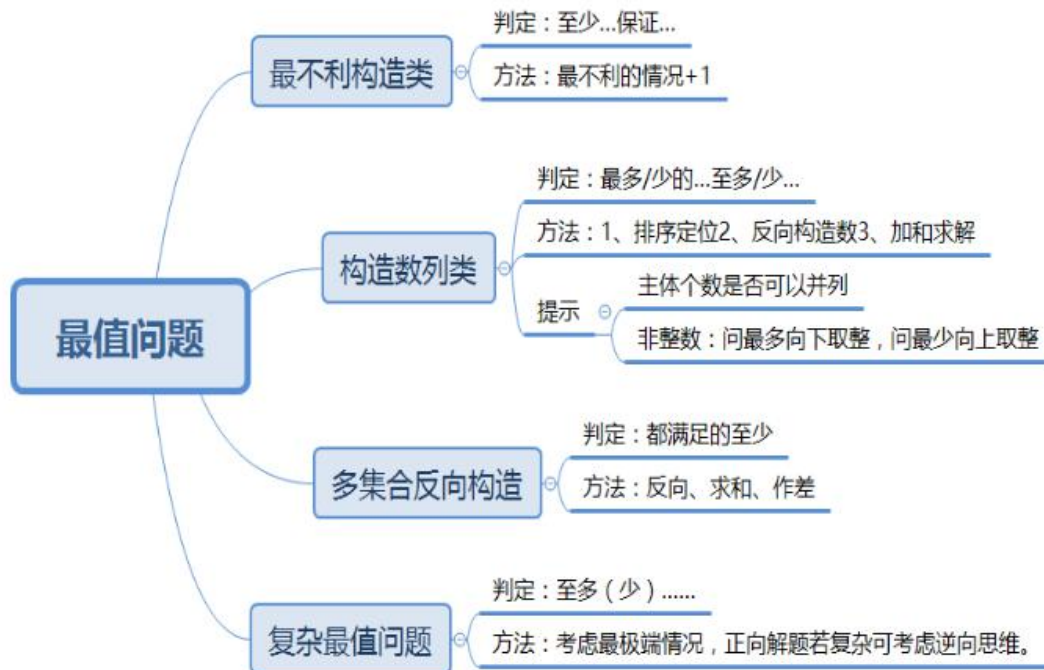 最值问题
最不利构造类
判定：至少...保证...
方法：最不利的情况+1
构造数列类
判定：最多/少的...至多/少...
方法：1、排序定位2、反向构造数3、加和求解
提示
主体个数是否可以并列
非整数：问最多向下取整，问最少向上取整
多集合反向构造
判定：都满足的至少
方法：反向、求和、作差
复杂最值问题
判定：至多（少）......
方法：考虑最极端情况，正向解题若复杂可考虑逆向思维。